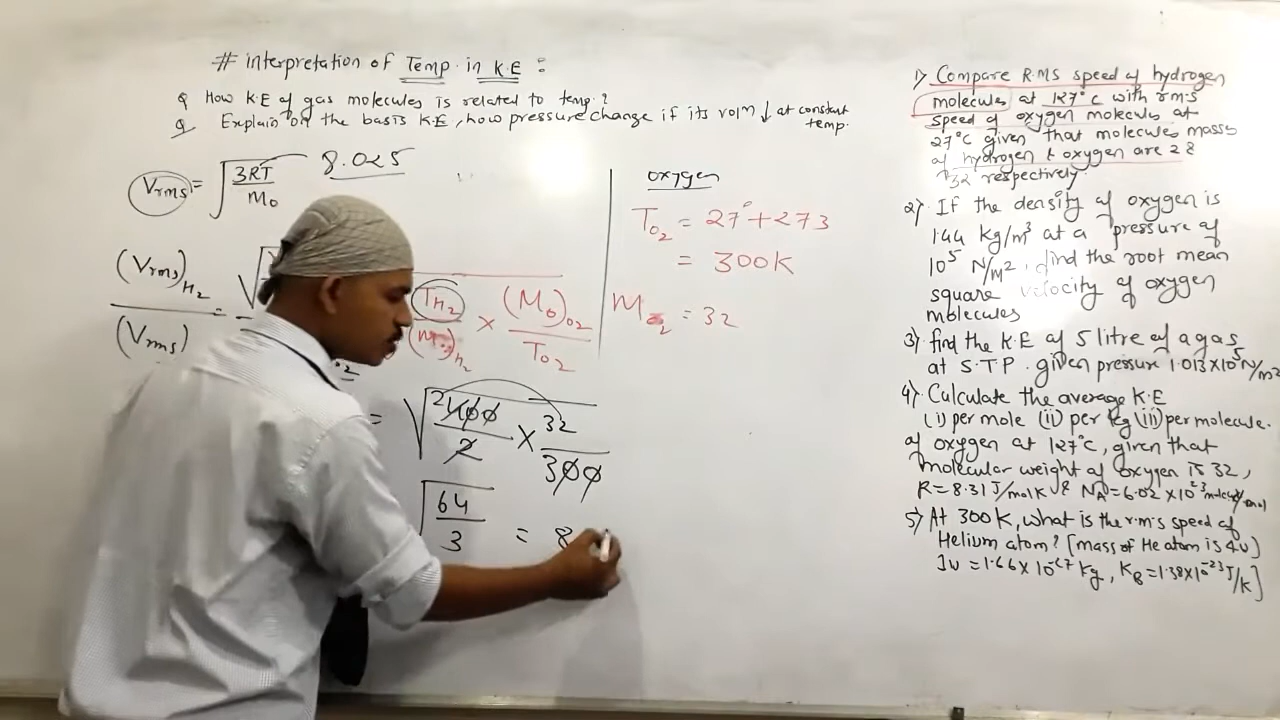 # interpretation of Temp. in K.E :
Q How K.E of gas molecules is related to temp.?
Q Explain on the basis K.E, how pressure change if its volm ↓ at constant
temp.
Vrms = √3RT/M₀ 8.025
(Vrms)H₂ / (Vrms) =
TH₂ / H₂ × (M₀)O₂ / TO₂
= √2400/2 × 32/300
√64/3 = 8
oxygen
TO₂ = 27° + 273
= 300K
MO₂ = 32
1) Compare R.M.S speed of hydrogen
molecules at 127°C with r.m.s
speed of oxygen molecules at
27°C given that molecules masses
of hydrogen & oxygen are 2 &
32 respectively
2) If the density of oxygen is
1.44 kg/m³ at a pressure of
10⁵ N/m², find the root mean
square velocity of oxygen
molecules
3) find the K.E of 5 litre of a gas
at S.T.P. given pressure 1.013×10⁵ N/m²
4) Calculate the average K.E
(i) per mole (ii) per kg (iii) per molecule.
of oxygen at 127°C, given that
molecular weight of oxygen is 32,
R = 8.31 J/mol K & NA = 6.02 × 10²³ molecules/mol
5) At 300K, what is the r.m.s speed of
Helium atom? [mass of He atom is 4u]
1u = 1.66×10⁻²⁷ kg, KB = 1.38×10⁻²³ J/K]